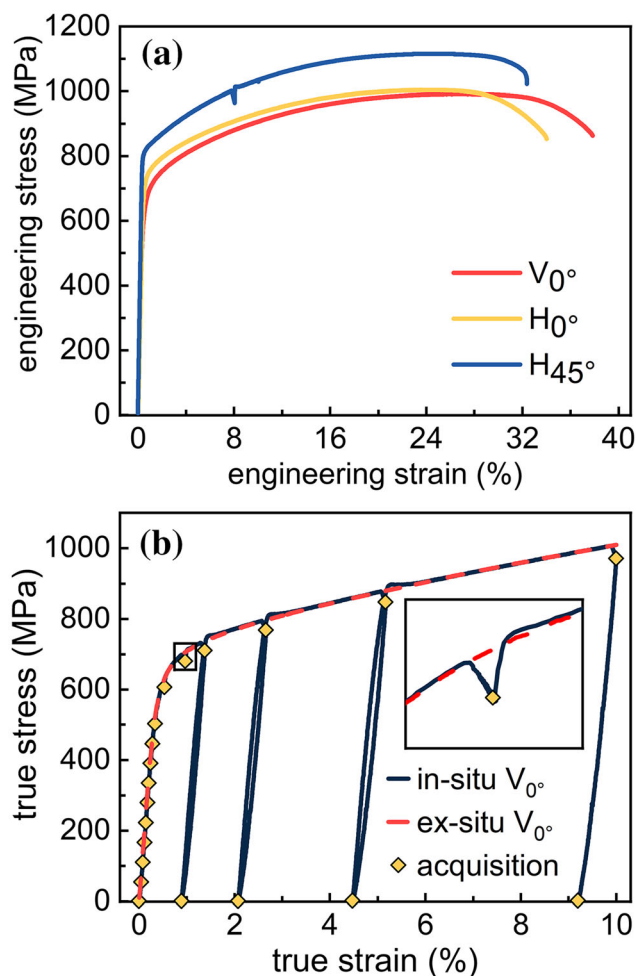 (a)
engineering stress (MPa)
1200
1000
800
600
400
200
0
V0°
H0°
H45°
0 8 16 24 32 40
engineering strain (%)
(b)
true stress (MPa)
1000
800
600
400
200
0
in-situ V0°
ex-situ V0°
acquisition
0 2 4 6 8 10
true strain (%)